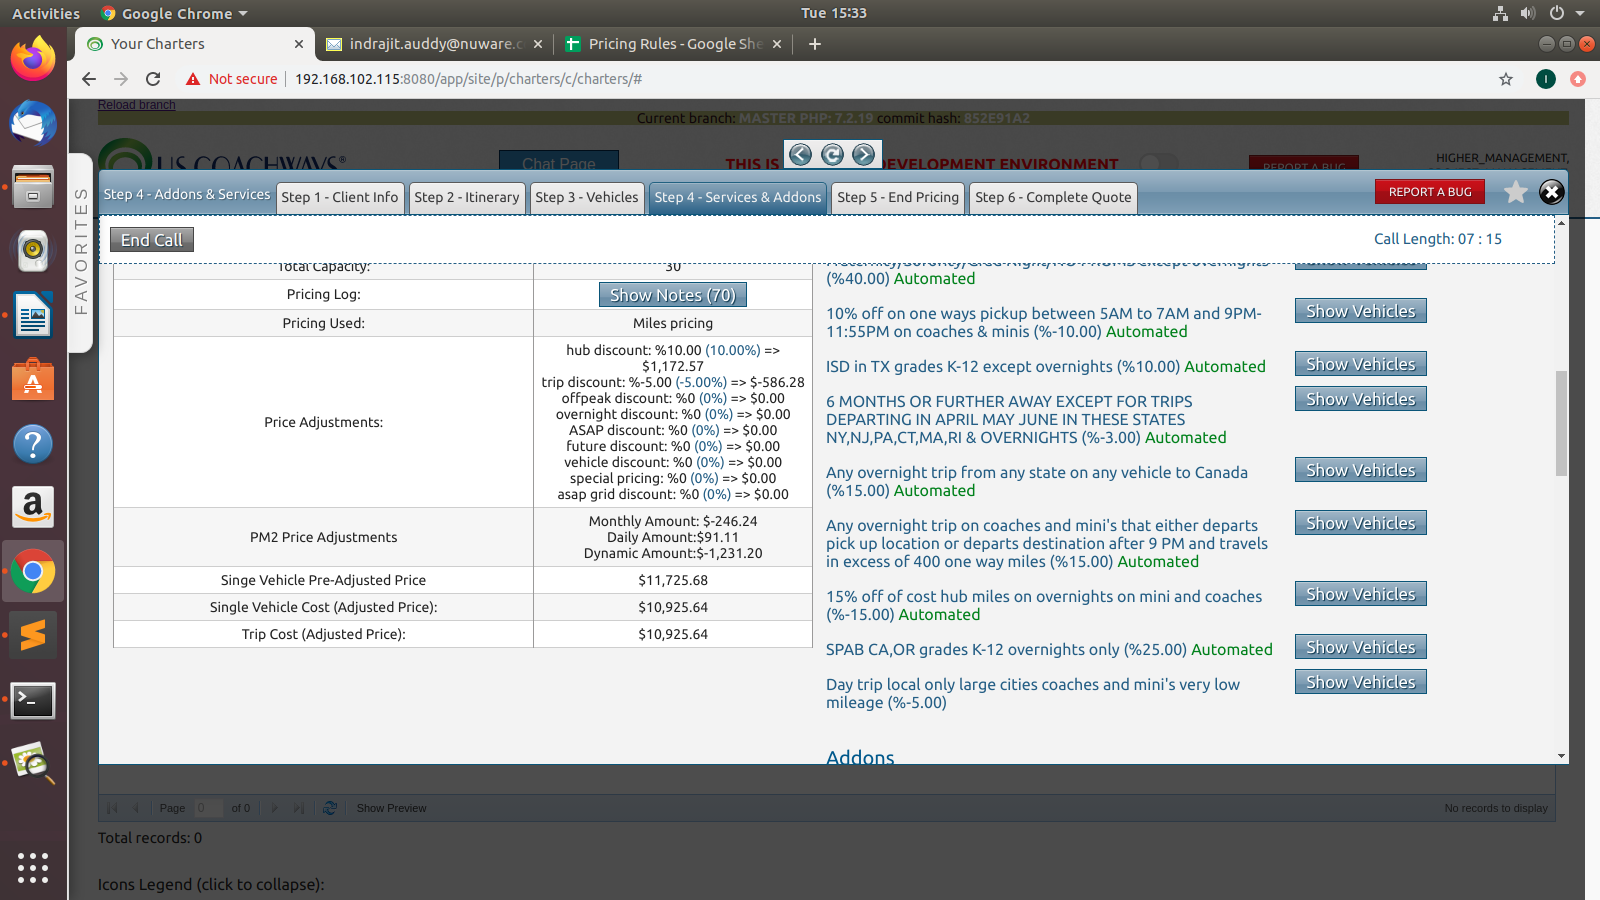 Activities
Google Chrome
Tue 15:33
Your Charters
indrajit.auddy@nuware.c
Pricing Rules - Google She
Not secure
192.168.102.115:8080/app/site/p/charters/c/charters/#
I
Reload branch
Current branch: MASTER PHP: 7.2.19 commit hash: 852E91A2
US COACHWAYS®
Chat Page
THIS IS
DEVELOPMENT ENVIRONMENT
REPORT A BUG
HIGHER_MANAGEMENT,
FAVORITES
Step 4 - Addons & Services
Step 1 - Client Info
Step 2 - Itinerary
Step 3 - Vehicles
Step 4 - Services & Addons
Step 5 - End Pricing
Step 6 - Complete Quote
REPORT A BUG
End Call
Call Length: 07 : 15
Total Capacity: 30
Pricing Log: Show Notes (70)
Pricing Used: Miles pricing
Price Adjustments:
hub discount: %10.00 (10.00%) =>
$1,172.57
trip discount: %-5.00 (-5.00%) => $-586.28
offpeak discount: %0 (0%) => $0.00
overnight discount: %0 (0%) => $0.00
ASAP discount: %0 (0%) => $0.00
future discount: %0 (0%) => $0.00
vehicle discount: %0 (0%) => $0.00
special pricing: %0 (0%) => $0.00
asap grid discount: %0 (0%) => $0.00
PM2 Price Adjustments
Monthly Amount: $-246.24
Daily Amount:$91.11
Dynamic Amount:$-1,231.20
Singe Vehicle Pre-Adjusted Price $11,725.68
Single Vehicle Cost (Adjusted Price): $10,925.64
Trip Cost (Adjusted Price): $10,925.64
(%40.00) Automated
10% off on one ways pickup between 5AM to 7AM and 9PM-
11:55PM on coaches & minis (%-10.00) Automated
Show Vehicles
ISD in TX grades K-12 except overnights (%10.00) Automated
Show Vehicles
6 MONTHS OR FURTHER AWAY EXCEPT FOR TRIPS
DEPARTING IN APRIL MAY JUNE IN THESE STATES
NY,NJ,PA,CT,MA,RI & OVERNIGHTS (%-3.00) Automated
Show Vehicles
Any overnight trip from any state on any vehicle to Canada
(%15.00) Automated
Show Vehicles
Any overnight trip on coaches and mini's that either departs
pick up location or departs destination after 9 PM and travels
in excess of 400 one way miles (%15.00) Automated
Show Vehicles
15% off of cost hub miles on overnights on mini and coaches
(%-15.00) Automated
Show Vehicles
SPAB CA,OR grades K-12 overnights only (%25.00) Automated
Show Vehicles
Day trip local only large cities coaches and mini's very low
mileage (%-5.00)
Show Vehicles
Addons
Page 0 of 0
Show Preview
No records to display
Total records: 0
Icons Legend (click to collapse):